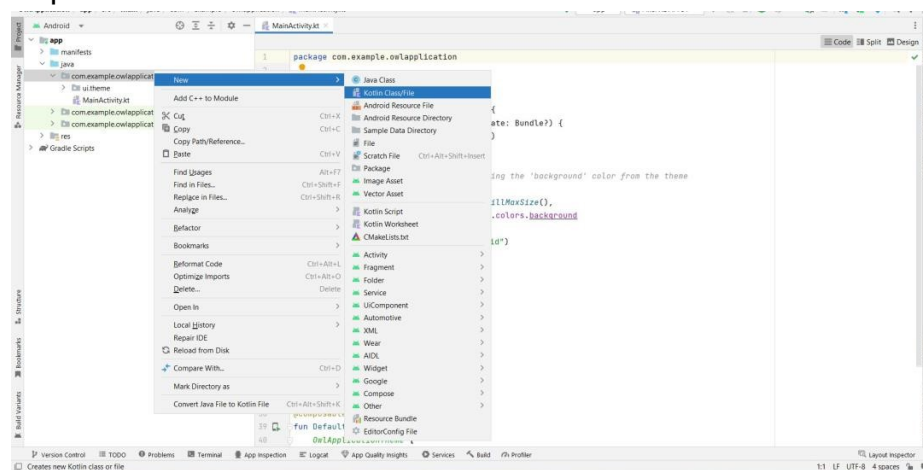 Android
MainActivity.kt
Code Split Design
app
manifests
java
com.example.owlapplicat
ui.theme
MainActivity.kt
com.example.owlapplicat
com.example.owlapplicat
res
Gradle Scripts
Project
Resource Manager
Structure
Bookmarks
Build Variants
New
Add C++ to Module
Cut Ctrl+X
Copy Ctrl+C
Copy Path/Reference...
Paste Ctrl+V
Find Usages Alt+F7
Find in Files... Ctrl+Shift+F
Replace in Files... Ctrl+Shift+R
Analyze
Refactor
Bookmarks
Reformat Code Ctrl+Alt+L
Optimize Imports Ctrl+Alt+O
Delete... Delete
Open In
Local History
Repair IDE
Reload from Disk
Compare With... Ctrl+D
Mark Directory as
Convert Java File to Kotlin File Ctrl+Alt+Shift+K
Java Class
Kotlin Class/File
Android Resource File
Android Resource Directory
Sample Data Directory
File
Scratch File Ctrl+Alt+Shift+Insert
Package
Image Asset
Vector Asset
Kotlin Script
Kotlin Worksheet
CMakeLists.txt
Activity
Fragment
Folder
Service
UiComponent
Automotive
XML
Wear
AIDL
Widget
Google
Compose
Other
Resource Bundle
EditorConfig File
1 package com.example.owlapplication
{
ate: Bundle?) {
)
ing the 'background' color from the theme
illMaxSize(),
.colors.background
id")
39 fun Default
40 OwlApplicationTheme {
Version Control TODO Problems Terminal App Inspection Logcat App Quality Insights Services Build Profiler Layout Inspector
Creates new Kotlin class or file 1:1 LF UTF-8 4 spaces